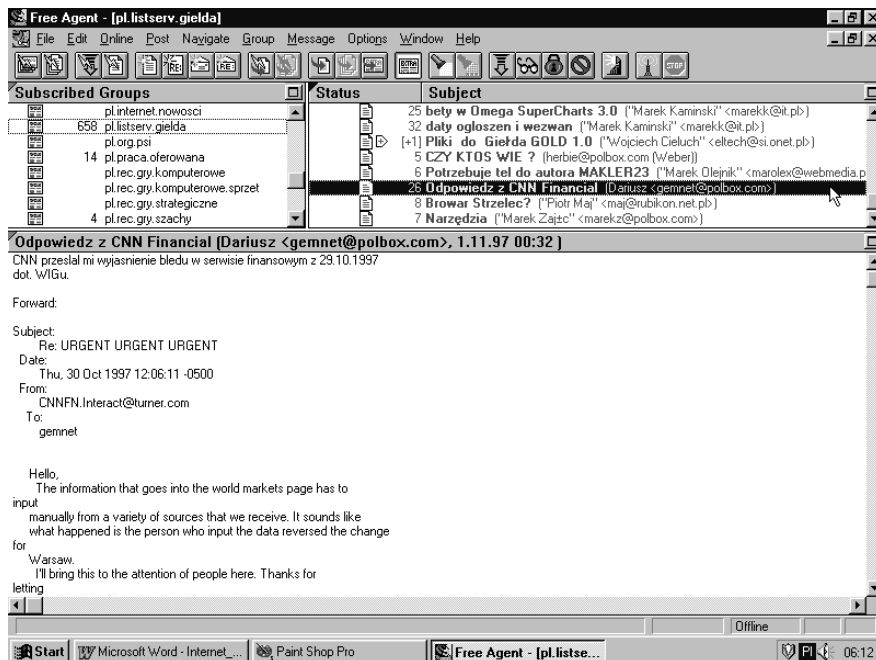 Free Agent - [pl.listserv.gielda]
File Edit Online Post Navigate Group Message Options Window Help
Subscribed Groups
pl.internet.nowosci
658 pl.listserv.gielda
pl.org.psi
14 pl.praca.oferowana
pl.rec.gry.komputerowe
pl.rec.gry.komputerowe.sprzet
pl.rec.gry.strategiczne
4 pl.rec.gry.szachy
Status Subject
25 bety w Omega SuperCharts 3.0 ("Marek Kaminski" <marekk@it.pl>)
32 daty ogloszen i wezwan ("Marek Kaminski" <marekk@it.pl>)
[+1] Pliki do Giełda GOLD 1.0 ("Wojciech Cieluch" <eltech@si.onet.pl>)
5 CZY KTOS WIE ? (herbie@polbox.com (Weber))
6 Potrzebuje tel do autora MAKLER23 ("Marek Olejnik" <marolex@webmedia.p
26 Odpowiedz z CNN Financial (Dariusz <gemnet@polbox.com>)
8 Browar Strzelec? ("Piotr Maj" <maj@rubikon.net.pl>)
7 Narzędzia ("Marek Zaj±c" <marekz@polbox.com>)
Odpowiedz z CNN Financial (Dariusz <gemnet@polbox.com>, 1.11.97 00:32 )
CNN przeslal mi wyjasnienie bledu w serwisie finansowym z 29.10.1997
dot. WIGu.
Forward:
Subject:
Re: URGENT URGENT URGENT
Date:
Thu, 30 Oct 1997 12:06:11 -0500
From:
CNNFN.Interact@turner.com
To:
gemnet
Hello,
The information that goes into the world markets page has to
input
manually from a variety of sources that we receive. It sounds like
what happened is the person who input the data reversed the change
for
Warsaw.
I'll bring this to the attention of people here. Thanks for
letting
Offline
Start Microsoft Word - Internet_... Paint Shop Pro Free Agent - [pl.listse... Pl 06:12